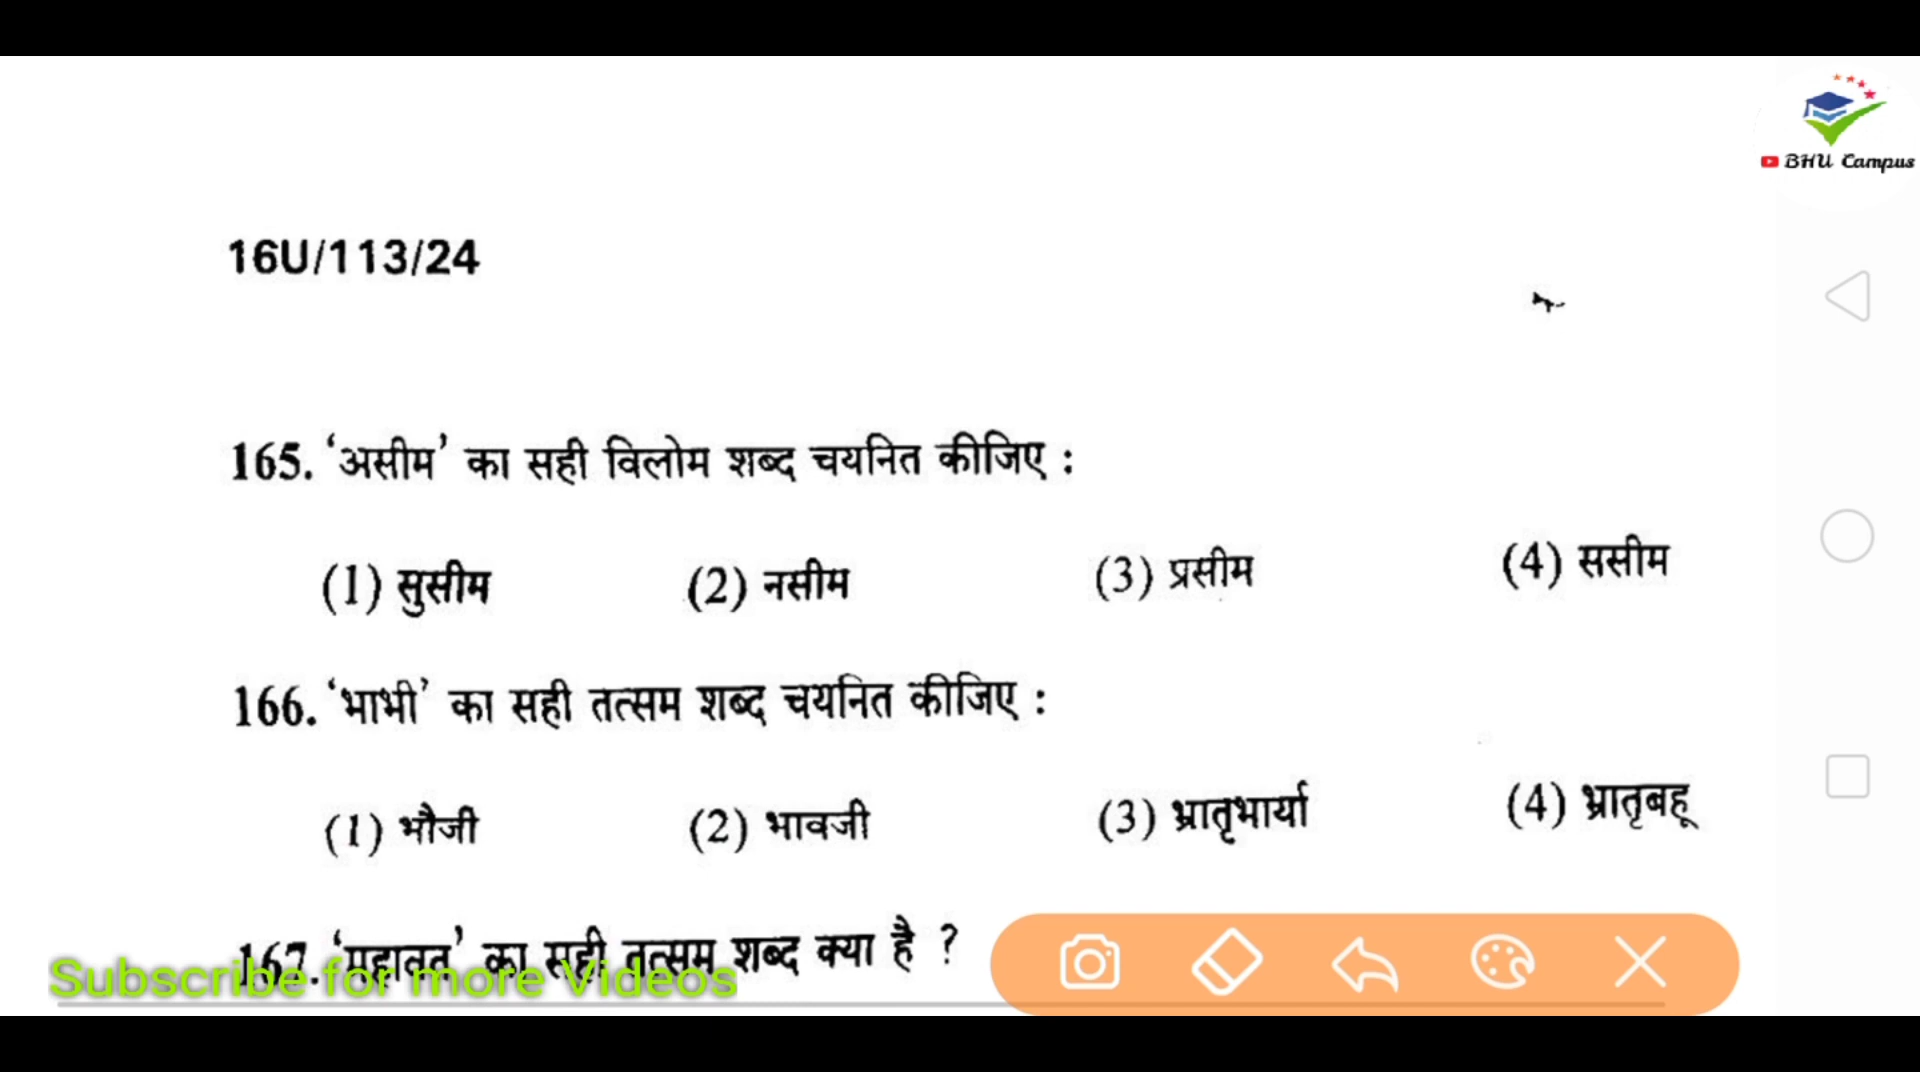 BHU Campus
16U/113/24
165. ‘असीम’ का सही विलोम शब्द चयनित कीजिए :
(1) सुसीम (2) नसीम (3) प्रसीम (4) ससीम
166. ‘भाभी’ का सही तत्सम शब्द चयनित कीजिए :
(1) भौजी (2) भावजी (3) भ्रातृभार्या (4) भ्रातृबहू
167. का सही तत्सम शब्द क्या है ?
Subscribe for more Videos